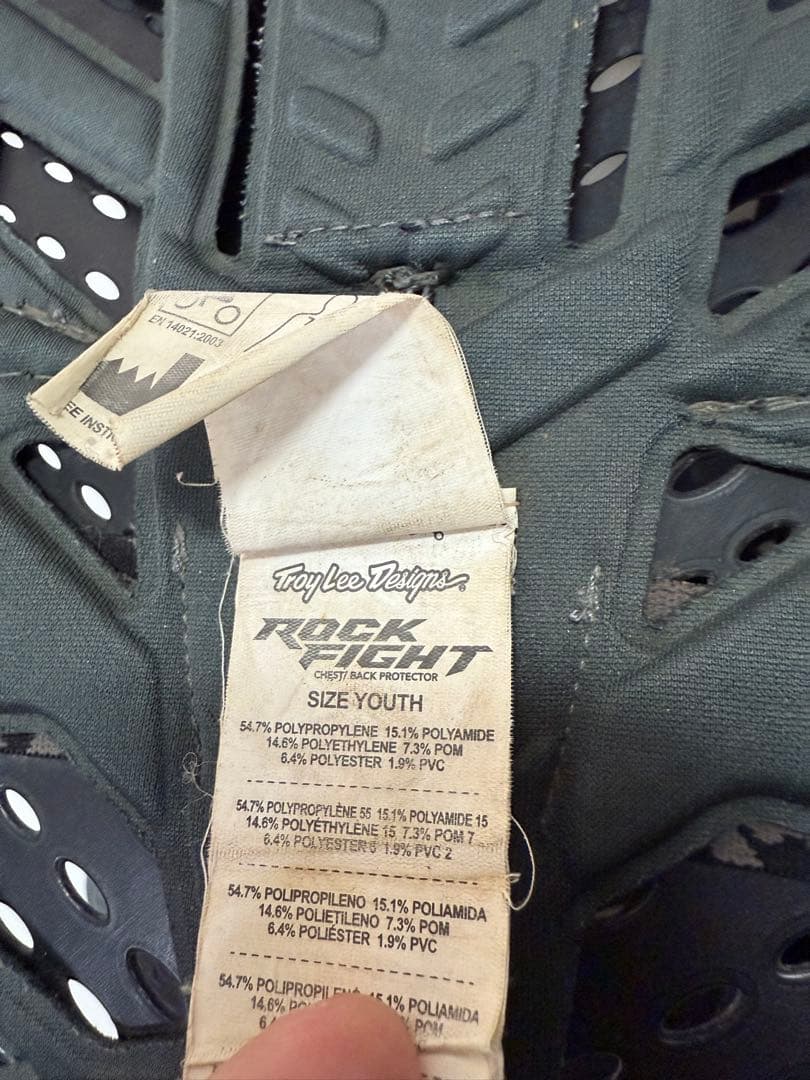 EN 14021:2003
Troy Lee Designs
ROCK
FIGHT
CHEST/ BACK PROTECTOR
SIZE YOUTH
54.7% POLYPROPYLENE 15.1% POLYAMIDE
14.6% POLYETHYLENE 7.3% POM
6.4% POLYESTER 1.9% PVC
54.7% POLYPROPYLÈNE 55 15.1% POLYAMIDE 15
14.6% POLYÉTHYLÈNE 15 7.3% POM 7
6.4% POLYESTER 6 1.9% PVC 2
54.7% POLIPROPILENO 15.1% POLIAMIDA
14.6% POLIETILENO 7.3% POM
6.4% POLIÉSTER 1.9% PVC
54.7% POLIPROPIL 15.1% POLIAMIDA
14.6% POM